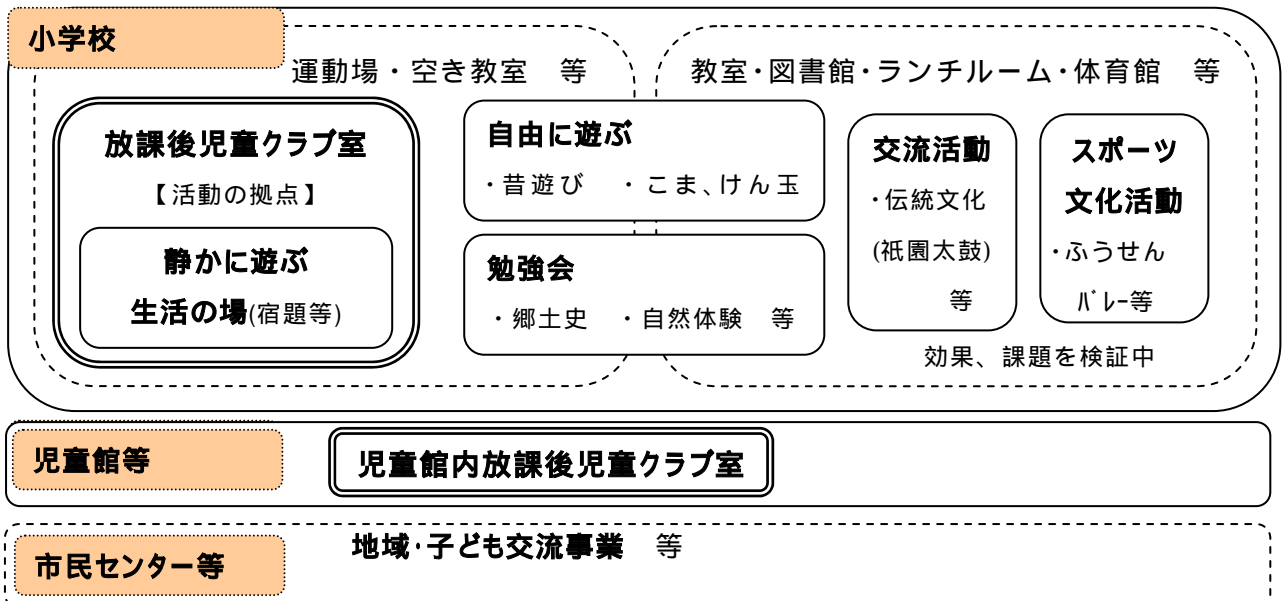 小学校
運動場・空き教室　等
教室・図書館・ランチルーム・体育館　等
放課後児童クラブ室
【活動の拠点】
静かに遊ぶ
生活の場(宿題等)
自由に遊ぶ
・昔遊び　・こま、けん玉
勉強会
・郷土史　・自然体験　等
交流活動
・伝統文化
(祇園太鼓)
等
スポーツ
文化活動
・ふうせん
ﾊﾞﾚｰ等
効果、課題を検証中
児童館等
児童館内放課後児童クラブ室
市民センター等
地域・子ども交流事業　等